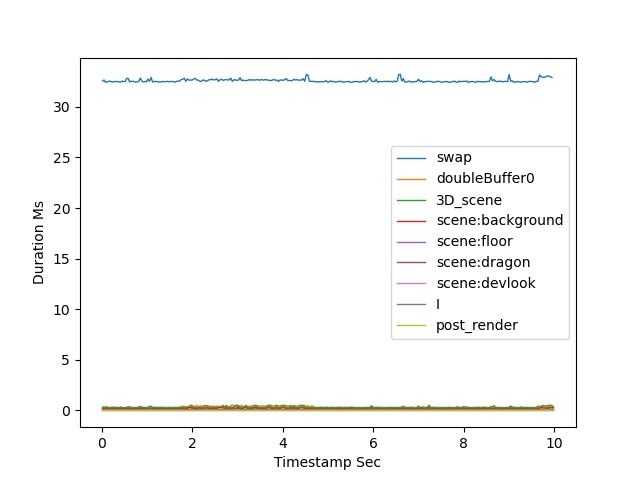 30
25
20
15
10
5
0
Duration Ms
swap
doubleBuffer0
3D_scene
scene:background
scene:floor
scene:dragon
scene:devlook
I
post_render
0 2 4 6 8 10
Timestamp Sec